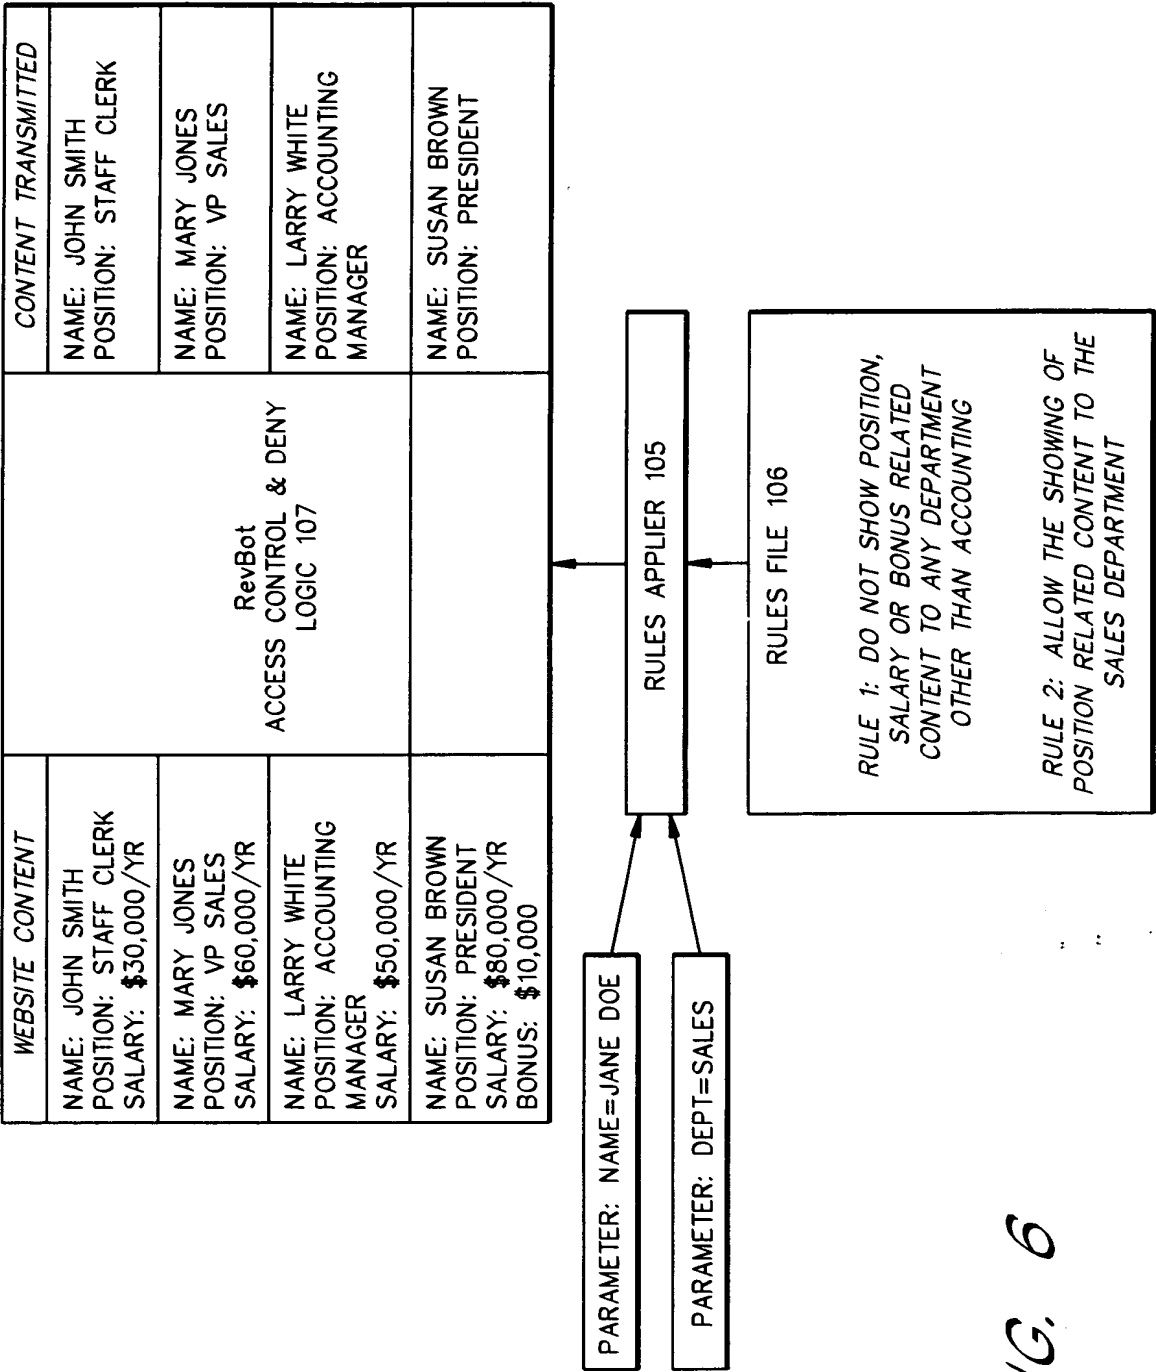 WEBSITE CONTENT
NAME: JOHN SMITH
POSITION: STAFF CLERK
SALARY: $30,000/YR
NAME: MARY JONES
POSITION: VP SALES
SALARY: $60,000/YR
NAME: LARRY WHITE
POSITION: ACCOUNTING
MANAGER
SALARY: $50,000/YR
NAME: SUSAN BROWN
POSITION: PRESIDENT
SALARY: $80,000/YR
BONUS: $10,000
RevBot
ACCESS CONTROL & DENY
LOGIC 107
CONTENT TRANSMITTED
NAME: JOHN SMITH
POSITION: STAFF CLERK
NAME: MARY JONES
POSITION: VP SALES
NAME: LARRY WHITE
POSITION: ACCOUNTING
MANAGER
NAME: SUSAN BROWN
POSITION: PRESIDENT
PARAMETER: NAME=JANE DOE
PARAMETER: DEPT=SALES
RULES APPLIER 105
RULES FILE 106
RULE 1: DO NOT SHOW POSITION,
SALARY OR BONUS RELATED
CONTENT TO ANY DEPARTMENT
OTHER THAN ACCOUNTING
RULE 2: ALLOW THE SHOWING OF
POSITION RELATED CONTENT TO THE
SALES DEPARTMENT
6